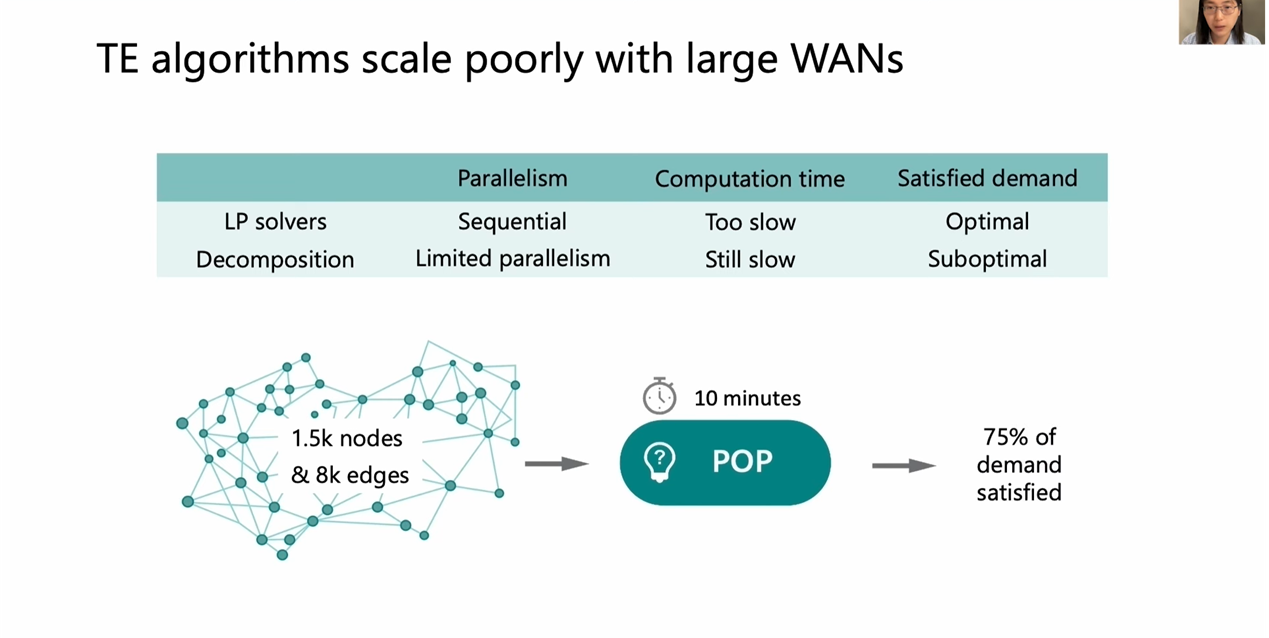 TE algorithms scale poorly with large WANs
Parallelism Computation time Satisfied demand
LP solvers Sequential Too slow Optimal
Decomposition Limited parallelism Still slow Suboptimal
1.5k nodes
& 8k edges
10 minutes
? POP
75% of
demand
satisfied